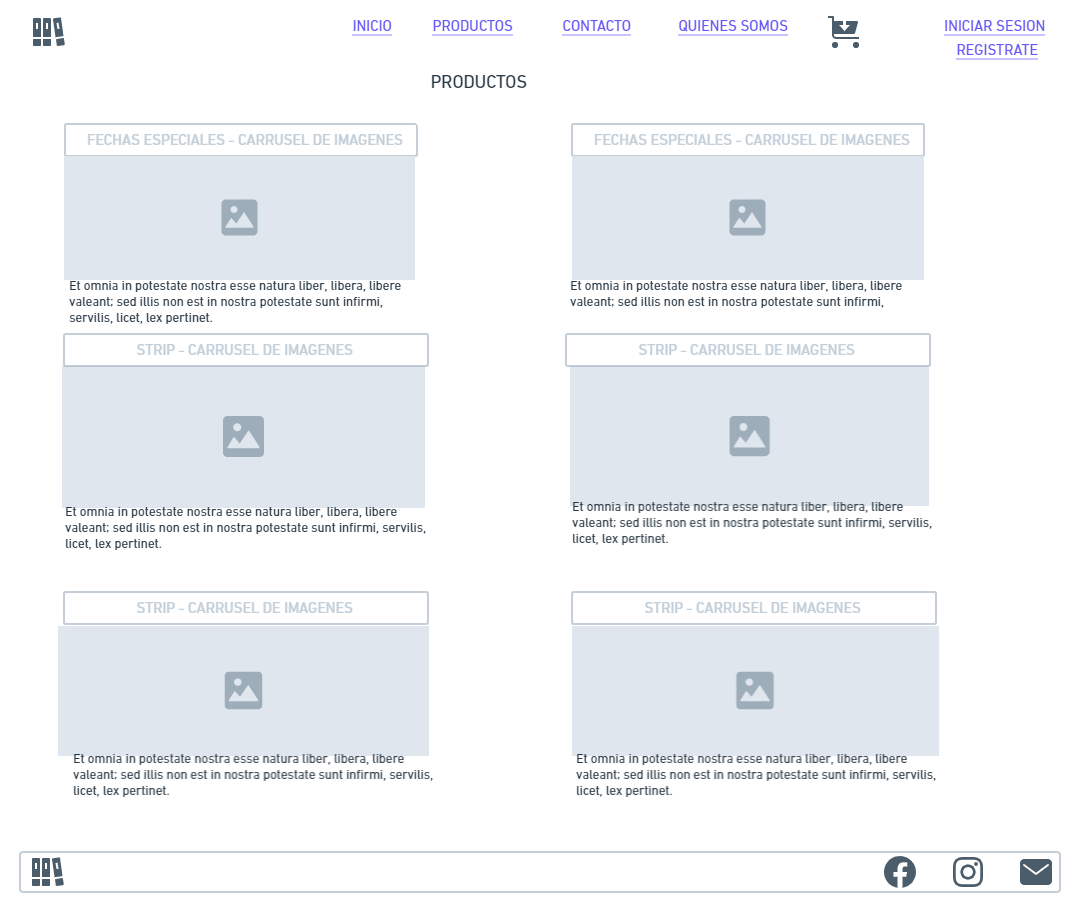 INICIO PRODUCTOS CONTACTO QUIENES SOMOS INICIAR SESION
REGISTRATE
PRODUCTOS
FECHAS ESPECIALES - CARRUSEL DE IMAGENES
Et omnia in potestate nostra esse natura liber, libera, libere
valeant; sed illis non est in nostra potestate sunt infirmi,
servilis, licet, lex pertinet.
FECHAS ESPECIALES - CARRUSEL DE IMAGENES
Et omnia in potestate nostra esse natura liber, libera, libere
valeant; sed illis non est in nostra potestate sunt infirmi,
STRIP - CARRUSEL DE IMAGENES
Et omnia in potestate nostra esse natura liber, libera, libere
valeant; sed illis non est in nostra potestate sunt infirmi, servilis,
licet, lex pertinet.
STRIP - CARRUSEL DE IMAGENES
Et omnia in potestate nostra esse natura liber, libera, libere
valeant; sed illis non est in nostra potestate sunt infirmi, servilis,
licet, lex pertinet.
STRIP - CARRUSEL DE IMAGENES
Et omnia in potestate nostra esse natura liber, libera, libere
valeant; sed illis non est in nostra potestate sunt infirmi, servilis,
licet, lex pertinet.
STRIP - CARRUSEL DE IMAGENES
Et omnia in potestate nostra esse natura liber, libera, libere
valeant; sed illis non est in nostra potestate sunt infirmi, servilis,
licet, lex pertinet.